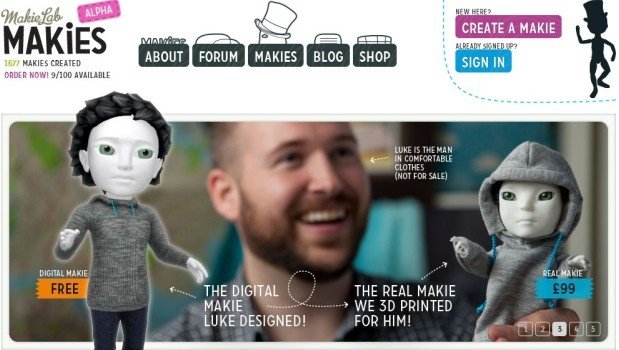 MakieLab
ALPHA
MAKIES
1677 MAKIES CREATED
ORDER NOW! 9/100 AVAILABLE
MAKIES
ABOUT
FORUM
MAKIES
BLOG
SHOP
NEW HERE?
CREATE A MAKIE
ALREADY SIGNED UP?
SIGN IN
LUKE IS THE MAN
IN COMFORTABLE
CLOTHES
(NOT FOR SALE)
DIGITAL MAKIE
FREE
THE DIGITAL
MAKIE
LUKE DESIGNED!
THE REAL MAKIE
WE 3D PRINTED
FOR HIM!
REAL MAKIE
£99
1 2 3 4 5